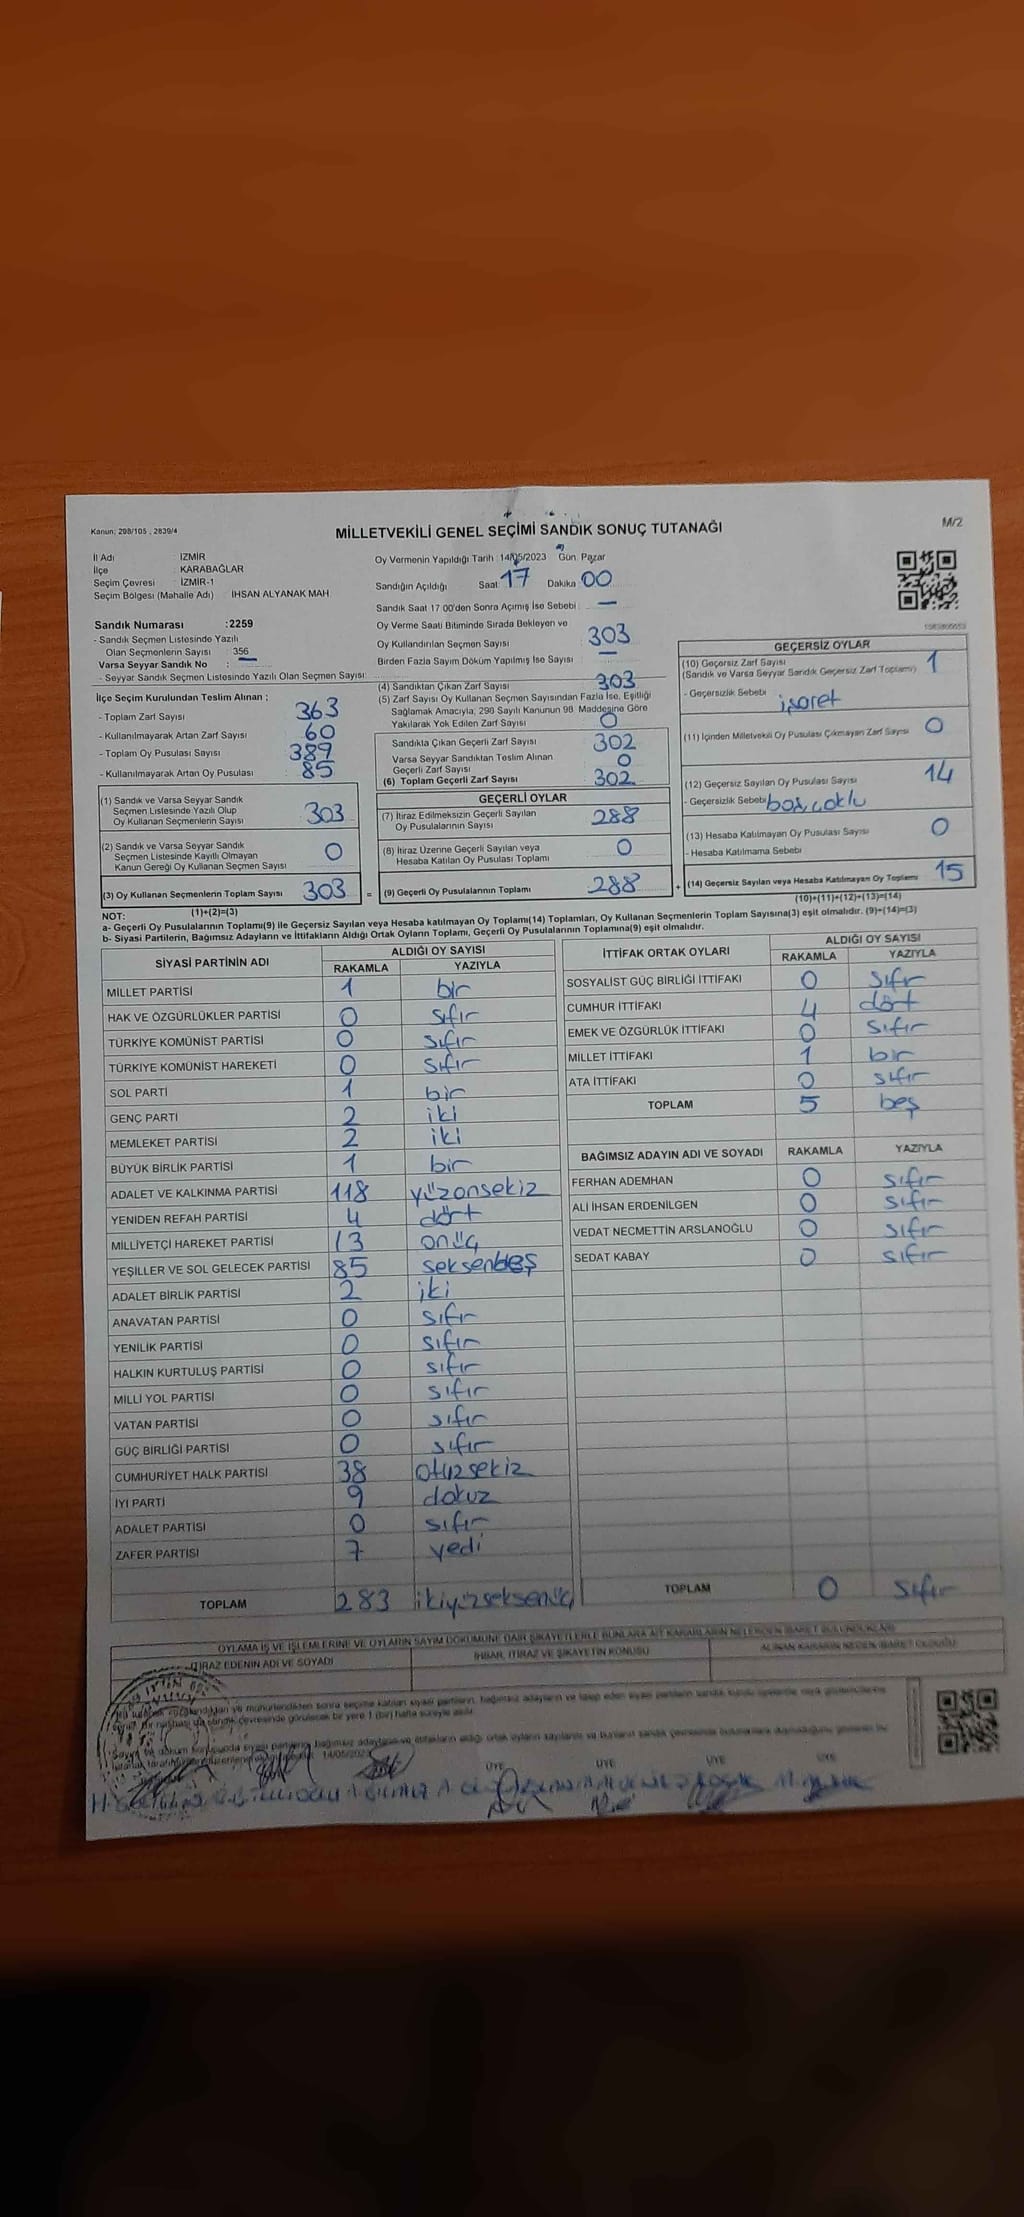 Kanun: 298/105 , 2839/4
MİLLETVEKİLİ GENEL SEÇİMİ SANDIK SONUÇ TUTANAĞI
M/2
İl Adı : İZMİR
İlçe : KARABAĞLAR
Seçim Çevresi : İZMİR-1
Seçim Bölgesi (Mahalle Adı) : İHSAN ALYANAK MAH.
Sandık Numarası :2259
- Sandık Seçmen Listesinde Yazılı
Olan Seçmenlerin Sayısı : 356
Varsa Seyyar Sandık No : —
- Seyyar Sandık Seçmen Listesinde Yazılı Olan Seçmen Sayısı
Oy Vermenin Yapıldığı Tarih : 14/05/2023 Gün: Pazar
Sandığın Açıldığı Saat: 17 Dakika 00
Sandık Saat 17:00'den Sonra Açımış İse Sebebi : —
Oy Verme Saati Bitiminde Sırada Bekleyen ve
Oy Kullandırılan Seçmen Sayısı 303
Birden Fazla Sayım Döküm Yapılmış İse Sayısı —
İlçe Seçim Kurulundan Teslim Alınan ;
- Toplam Zarf Sayısı 363
- Kullanılmayarak Artan Zarf Sayısı : 60
- Toplam Oy Pusulası Sayısı : 389
- Kullanılmayarak Artan Oy Pusulası : 85
(1) Sandık ve Varsa Seyyar Sandık
Seçmen Listesinde Yazılı Olup
Oy Kullanan Seçmenlerin Sayısı 303
(2) Sandık ve Varsa Seyyar Sandık
Seçmen Listesinde Kayıtlı Olmayan
Kanun Gereği Oy Kullanan Seçmen Sayısı 0
(3) Oy Kullanan Seçmenlerin Toplam Sayısı 303 =
(1)+(2)=(3)
(4) Sandıktan Çıkan Zarf Sayısı 303
(5) Zarf Sayısı Oy Kullanan Seçmen Sayısından Fazla İse, Eşitliği
Sağlamak Amacıyla, 298 Sayılı Kanunun 98. Maddesine Göre
Yakılarak Yok Edilen Zarf Sayısı 0
Sandıkta Çıkan Geçerli Zarf Sayısı 302
Varsa Seyyar Sandıktan Teslim Alınan
Geçerli Zarf Sayısı 0
(6) Toplam Geçerli Zarf Sayısı 302
GEÇERLİ OYLAR
(7) İtiraz Edilmeksizin Geçerli Sayılan
Oy Pusulalarının Sayısı 288
(8) İtiraz Üzerine Geçerli Sayılan veya
Hesaba Katılan Oy Pusulası Toplamı 0
(9) Geçerli Oy Pusulalarının Toplamı 288 +
GEÇERSİZ OYLAR
(10) Geçersiz Zarf Sayısı 1
(Sandık ve Varsa Seyyar Sandık Geçersiz Zarf Toplamı)
- Geçersizlik Sebebi işaret
(11) İçinden Milletvekili Oy Pusulası Çıkmayan Zarf Sayısı 0
(12) Geçersiz Sayılan Oy Pusulası Sayısı 14
- Geçersizlik Sebebi boş, çoklu
(13) Hesaba Katılmayan Oy Pusulası Sayısı 0
- Hesaba Katılmama Sebebi
(14) Geçersiz Sayılan veya Hesaba Katılmayan Oy Toplamı 15
(10)+(11)+(12)+(13)=(14)
NOT:
a- Geçerli Oy Pusulalarının Toplamı(9) ile Geçersiz Sayılan veya Hesaba katılmayan Oy Toplamı(14) Toplamları, Oy Kullanan Seçmenlerin Toplam Sayısına(3) eşit olmalıdır. (9)+(14)=(3)
b- Siyasi Partilerin, Bağımsız Adayların ve İttifakların Aldığı Ortak Oyların Toplamı, Geçerli Oy Pusulalarının Toplamına(9) eşit olmalıdır.
SİYASİ PARTİNİN ADI ALDIĞI OY SAYISI
RAKAMLA YAZIYLA
MİLLET PARTİSİ 1 bir
HAK VE ÖZGÜRLÜKLER PARTİSİ 0 sıfır
TÜRKİYE KOMÜNİST PARTİSİ 0 sıfır
TÜRKİYE KOMÜNİST HAREKETİ 0 sıfır
SOL PARTİ 1 bir
GENÇ PARTİ 2 iki
MEMLEKET PARTİSİ 2 iki
BÜYÜK BİRLİK PARTİSİ 1 bir
ADALET VE KALKINMA PARTİSİ 118 yüzonsekiz
YENİDEN REFAH PARTİSİ 4 dört
MİLLİYETÇİ HAREKET PARTİSİ 13 onüç
YEŞİLLER VE SOL GELECEK PARTİSİ 85 seksenbeş
ADALET BİRLİK PARTİSİ 2 iki
ANAVATAN PARTİSİ 0 sıfır
YENİLİK PARTİSİ 0 sıfır
HALKIN KURTULUŞ PARTİSİ 0 sıfır
MİLLİ YOL PARTİSİ 0 sıfır
VATAN PARTİSİ 0 sıfır
GÜÇ BİRLİĞİ PARTİSİ 0 sıfır
CUMHURİYET HALK PARTİSİ 38 otuzsekiz
İYİ PARTİ 9 dokuz
ADALET PARTİSİ 0 sıfır
ZAFER PARTİSİ 7 yedi
TOPLAM 283 ikiyüzseksenüç
İTTİFAK ORTAK OYLARI ALDIĞI OY SAYISI
RAKAMLA YAZIYLA
SOSYALİST GÜÇ BİRLİĞİ İTTİFAKI 0 sıfır
CUMHUR İTTİFAKI 4 dört
EMEK VE ÖZGÜRLÜK İTTİFAKI 0 sıfır
MİLLET İTTİFAKI 1 bir
ATA İTTİFAKI 0 sıfır
TOPLAM 5 beş
BAĞIMSIZ ADAYIN ADI VE SOYADI RAKAMLA YAZIYLA
FERHAN ADEMHAN 0 sıfır
ALİ İHSAN ERDENİLGEN 0 sıfır
VEDAT NECMETTİN ARSLANOĞLU 0 sıfır
SEDAT KABAY 0 sıfır
TOPLAM 0 sıfır
OYLAMA İŞ VE İŞLEMLERİNE VE OYLARIN SAYIM DÖKÜMÜNE DAİR ŞİKAYETLERLE BUNLARA AİT KARARLARIN NELERDEN İBARET BULUNDUKLARI
İTİRAZ EDENİN ADI VE SOYADI
İHBAR, İTİRAZ VE ŞİKAYETİN KONUSU
ALINAN KARARIN NEDEN İBARET OLDUĞU
14/05/2023
ÜYE ÜYE ÜYE ÜYE